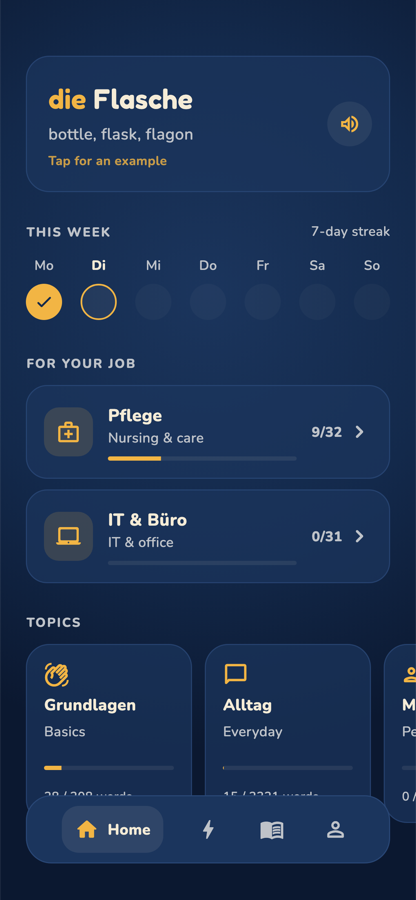 die Flasche
bottle, flask, flagon
Tap for an example
THIS WEEK 7-day streak
Mo Di Mi Do Fr Sa So
FOR YOUR JOB
Pflege
Nursing & care
9/32
IT & Büro
IT & office
0/31
TOPICS
Grundlagen Alltag M
Basics Everyday Pe
0 /
Home